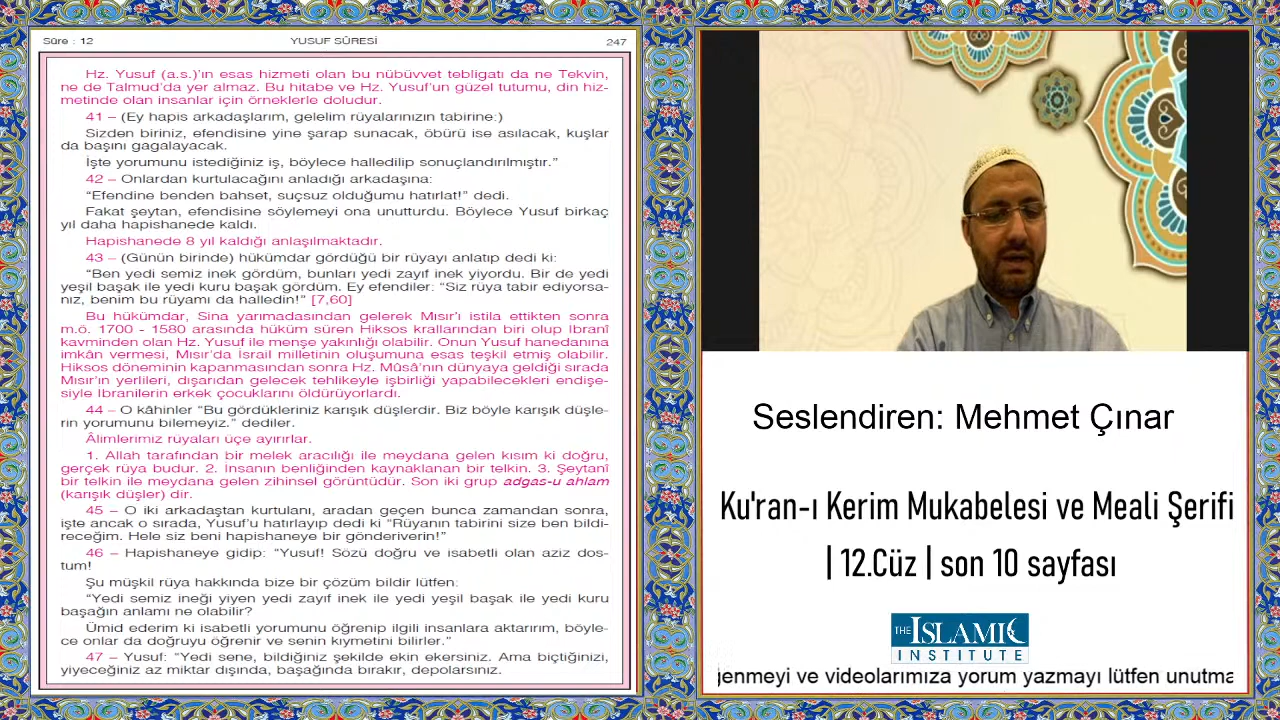 Sûre : 12
YUSUF SÛRESİ
247
Hz. Yusuf (a.s.)’ın esas hizmeti olan bu nübüvvet tebligatı da ne Tekvin,
ne de Talmud’da yer almaz. Bu hitabe ve Hz. Yusuf’un güzel tutumu, din hiz-
metinde olan insanlar için örneklerle doludur.
41 – (Ey hapis arkadaşlarım, gelelim rüyalarınızın tabirine:)
Sizden biriniz, efendisine yine şarap sunacak, öbürü ise asılacak, kuşlar
da başını gagalayacak.
İşte yorumunu istediğiniz iş, böylece halledilip sonuçlandırılmıştır.”
42 – Onlardan kurtulacağını anladığı arkadaşına:
“Efendine benden bahset, suçsuz olduğumu hatırlat!” dedi.
Fakat şeytan, efendisine söylemeyi ona unutturdu. Böylece Yusuf birkaç
yıl daha hapishanede kaldı.
Hapishanede 8 yıl kaldığı anlaşılmaktadır.
43 – (Günün birinde) hükümdar gördüğü bir rüyayı anlatıp dedi ki:
“Ben yedi semiz inek gördüm, bunları yedi zayıf inek yiyordu. Bir de yedi
yeşil başak ile yedi kuru başak gördüm. Ey efendiler: “Siz rüya tabir ediyorsa-
nız, benim bu rüyamı da halledin!” [7,60]
Bu hükümdar, Sina yarımadasından gelerek Mısır’ı istila ettikten sonra
m.ö. 1700 - 1580 arasında hüküm süren Hiksos krallarından biri olup İbranî
kavminden olan Hz. Yusuf ile menşe yakınlığı olabilir. Onun Yusuf hanedanına
imkân vermesi, Mısır’da İsrail milletinin oluşumuna esas teşkil etmiş olabilir.
Hiksos döneminin kapanmasından sonra Hz. Mûsâ’nın dünyaya geldiği sırada
Mısır’ın yerlileri, dışarıdan gelecek tehlikeyle işbirliği yapabilecekleri endişe-
siyle İbranilerin erkek çocuklarını öldürüyorlardı.
44 – O kâhinler “Bu gördükleriniz karışık düşlerdir. Biz böyle karışık düşle-
rin yorumunu bilemeyiz.” dediler.
Âlimlerimiz rüyaları üçe ayırırlar.
1. Allah tarafından bir melek aracılığı ile meydana gelen kısım ki doğru,
gerçek rüya budur. 2. İnsanın benliğinden kaynaklanan bir telkin. 3. Şeytanî
bir telkin ile meydana gelen zihinsel görüntüdür. Son iki grup adgas-u ahlam
(karışık düşler) dir.
45 – O iki arkadaştan kurtulanı, aradan geçen bunca zamandan sonra,
işte ancak o sırada, Yusuf’u hatırlayıp dedi ki “Rüyanın tabirini size ben bildi-
receğim. Hele siz beni hapishaneye bir gönderiverin!”
46 – Hapishaneye gidip: “Yusuf! Sözü doğru ve isabetli olan aziz dos-
tum!
Şu müşkil rüya hakkında bize bir çözüm bildir lütfen:
“Yedi semiz ineği yiyen yedi zayıf inek ile yedi yeşil başak ile yedi kuru
başağın anlamı ne olabilir?
Ümid ederim ki isabetli yorumunu öğrenip ilgili insanlara aktarırım, böyle-
ce onlar da doğruyu öğrenir ve senin kıymetini bilirler.”
47 – Yusuf: “Yedi sene, bildiğiniz şekilde ekin ekersiniz. Ama biçtiğinizi,
yiyeceğiniz az miktar dışında, başağında bırakır, depolarsınız.
Seslendiren: Mehmet Çınar
Ku'ran-ı Kerim Mukabelesi ve Meali Şerifi
| 12.Cüz | son 10 sayfası
THE ISLAMIC
INSTITUTE
ğenmeyi ve videolarımıza yorum yazmayı lütfen unutma